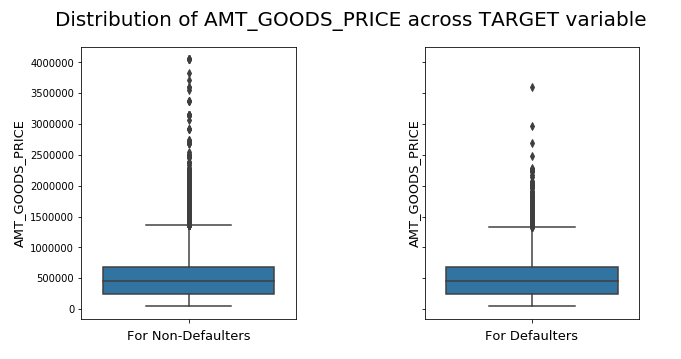 Distribution of AMT_GOODS_PRICE across TARGET variable
AMT_GOODS_PRICE
4000000
3500000
3000000
2500000
2000000
1500000
1000000
500000
0
For Non-Defaulters
AMT_GOODS_PRICE
For Defaulters